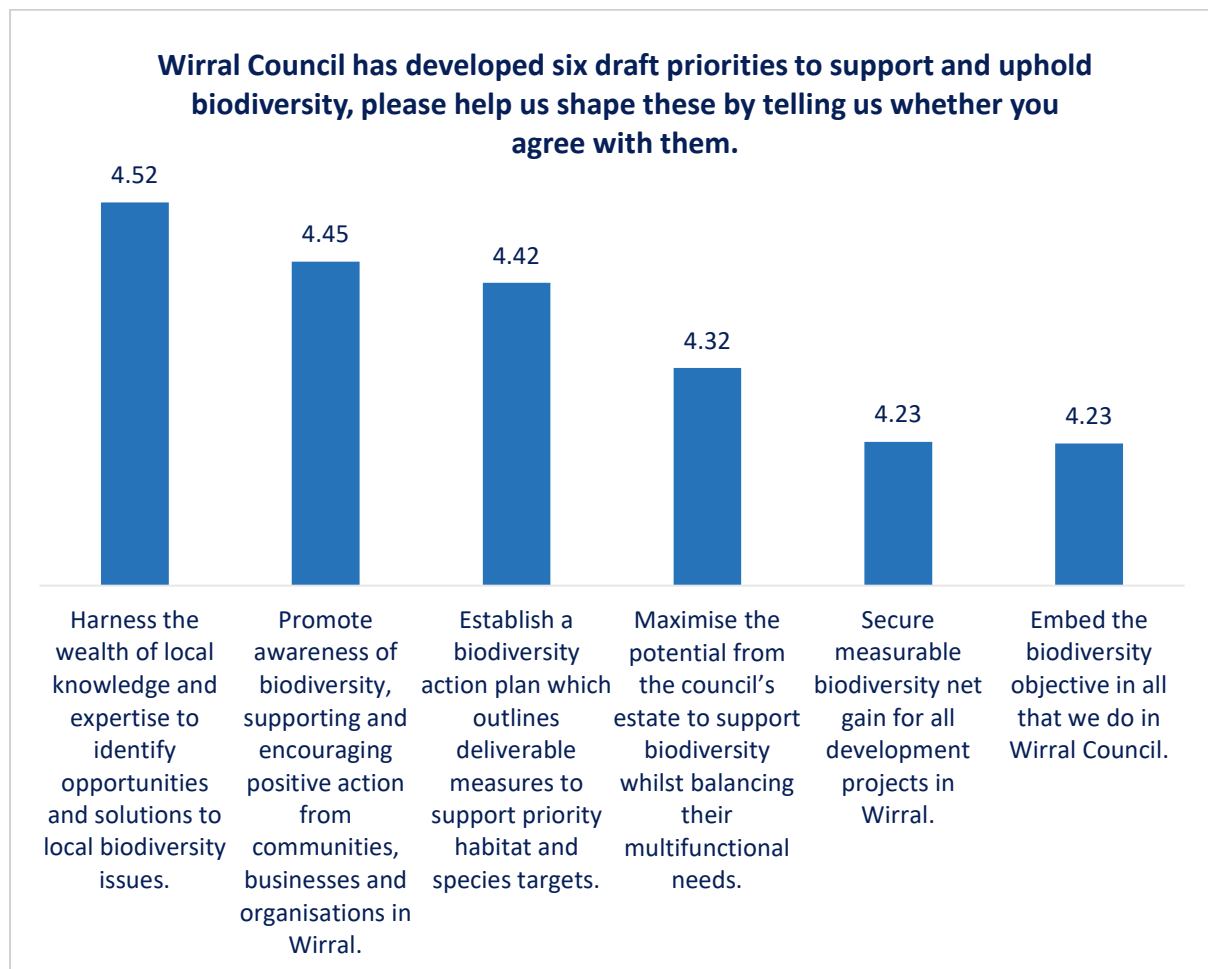 Wirral Council has developed six draft priorities to support and uphold
biodiversity, please help us shape these by telling us whether you
agree with them.
4.52
4.45
4.42
4.32
4.23
4.23
Harness the
wealth of local
knowledge and
expertise to
identify
opportunities
and solutions to
local biodiversity
issues.
Promote
awareness of
biodiversity,
supporting and
encouraging
positive action
from
communities,
businesses and
organisations in
Wirral.
Establish a
biodiversity
action plan which
outlines
deliverable
measures to
support priority
habitat and
species targets.
Maximise the
potential from
the council’s
estate to support
biodiversity
whilst balancing
their
multifunctional
needs.
Secure
measurable
biodiversity net
gain for all
development
projects in
Wirral.
Embed the
biodiversity
objective in all
that we do in
Wirral Council.